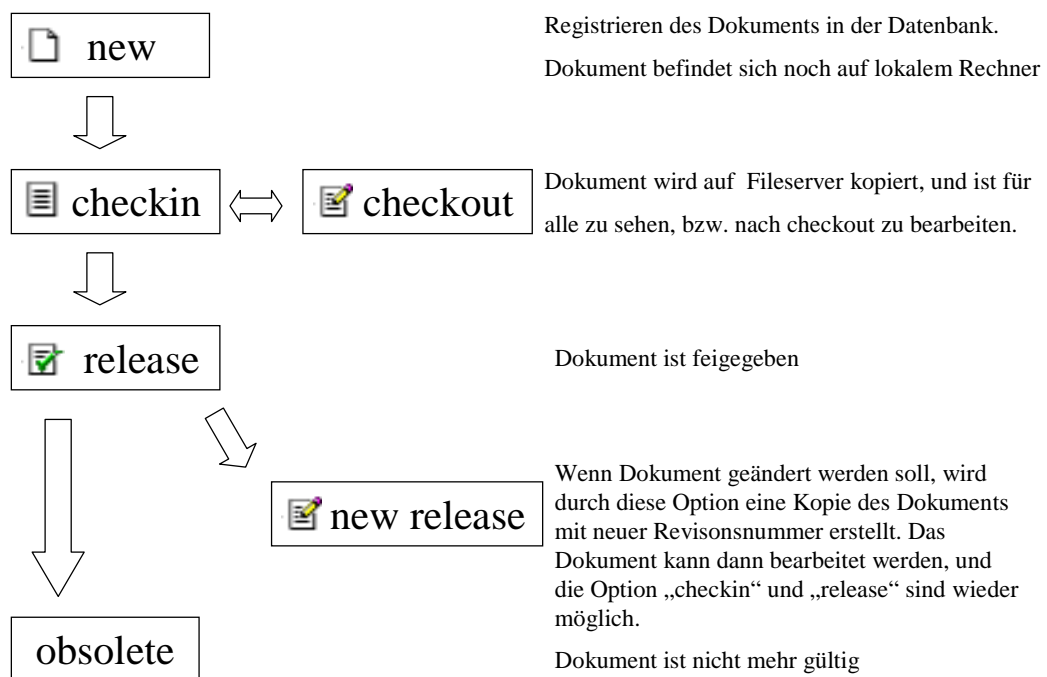 new
Registrieren des Dokuments in der Datenbank.
Dokument befindet sich noch auf lokalem Rechner
checkin
checkout
Dokument wird auf Fileserver kopiert, und ist für
alle zu sehen, bzw. nach checkout zu bearbeiten.
release
Dokument ist feigegeben
new release
Wenn Dokument geändert werden soll, wird
durch diese Option eine Kopie des Dokuments
mit neuer Revisonsnummer erstellt. Das
Dokument kann dann bearbeitet werden, und
die Option „checkin“ und „release“ sind wieder
möglich.
obsolete
Dokument ist nicht mehr gültig